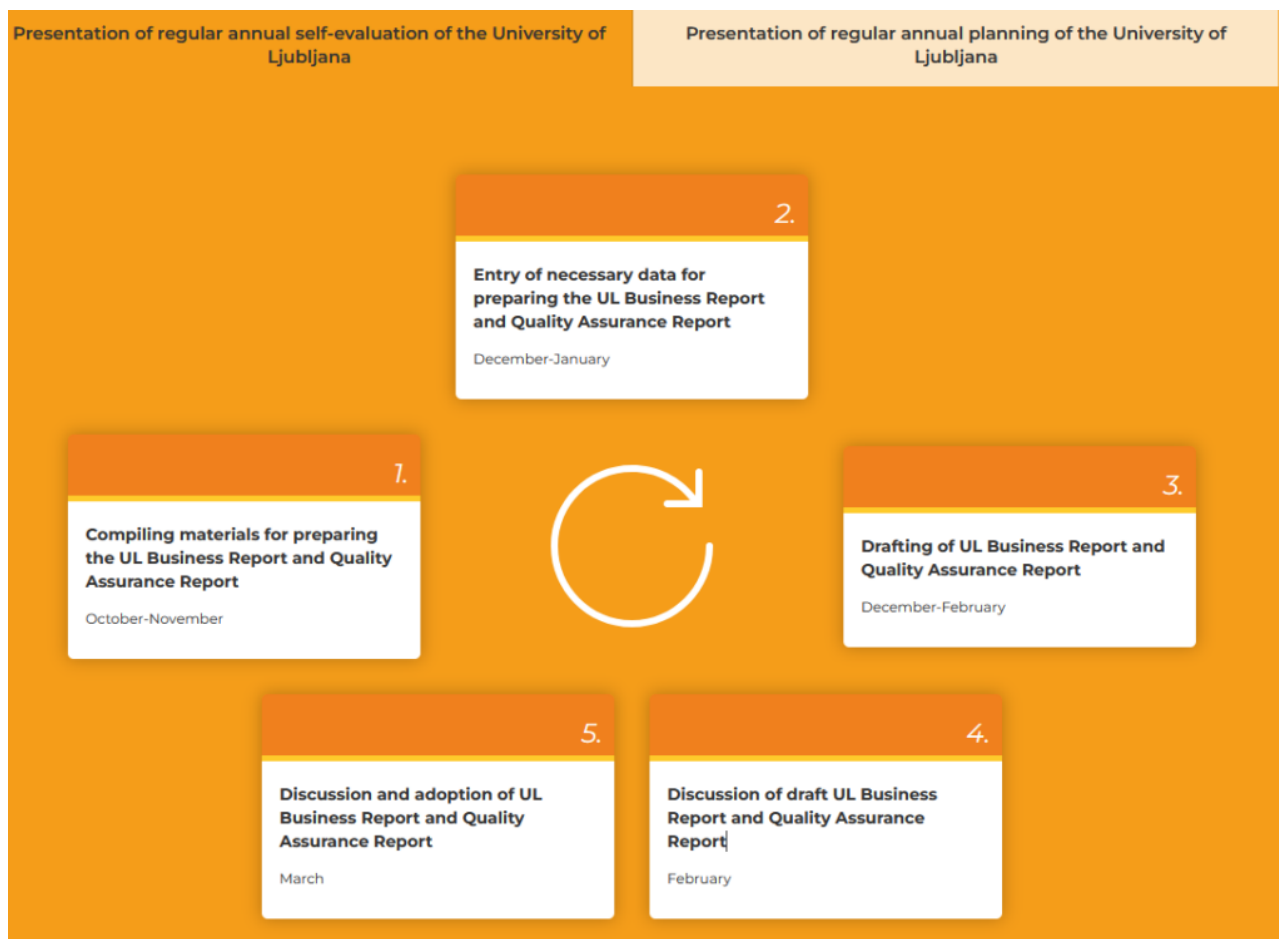 Presentation of regular annual self-evaluation of the University of
Ljubljana
Presentation of regular annual planning of the University of
Ljubljana
1.
Compiling materials for preparing
the UL Business Report and Quality
Assurance Report
October-November
2.
Entry of necessary data for
preparing the UL Business Report
and Quality Assurance Report
December-January
3.
Drafting of UL Business Report and
Quality Assurance Report
December-February
4.
Discussion of draft UL Business
Report and Quality Assurance
Report
February
5.
Discussion and adoption of UL
Business Report and Quality
Assurance Report
March